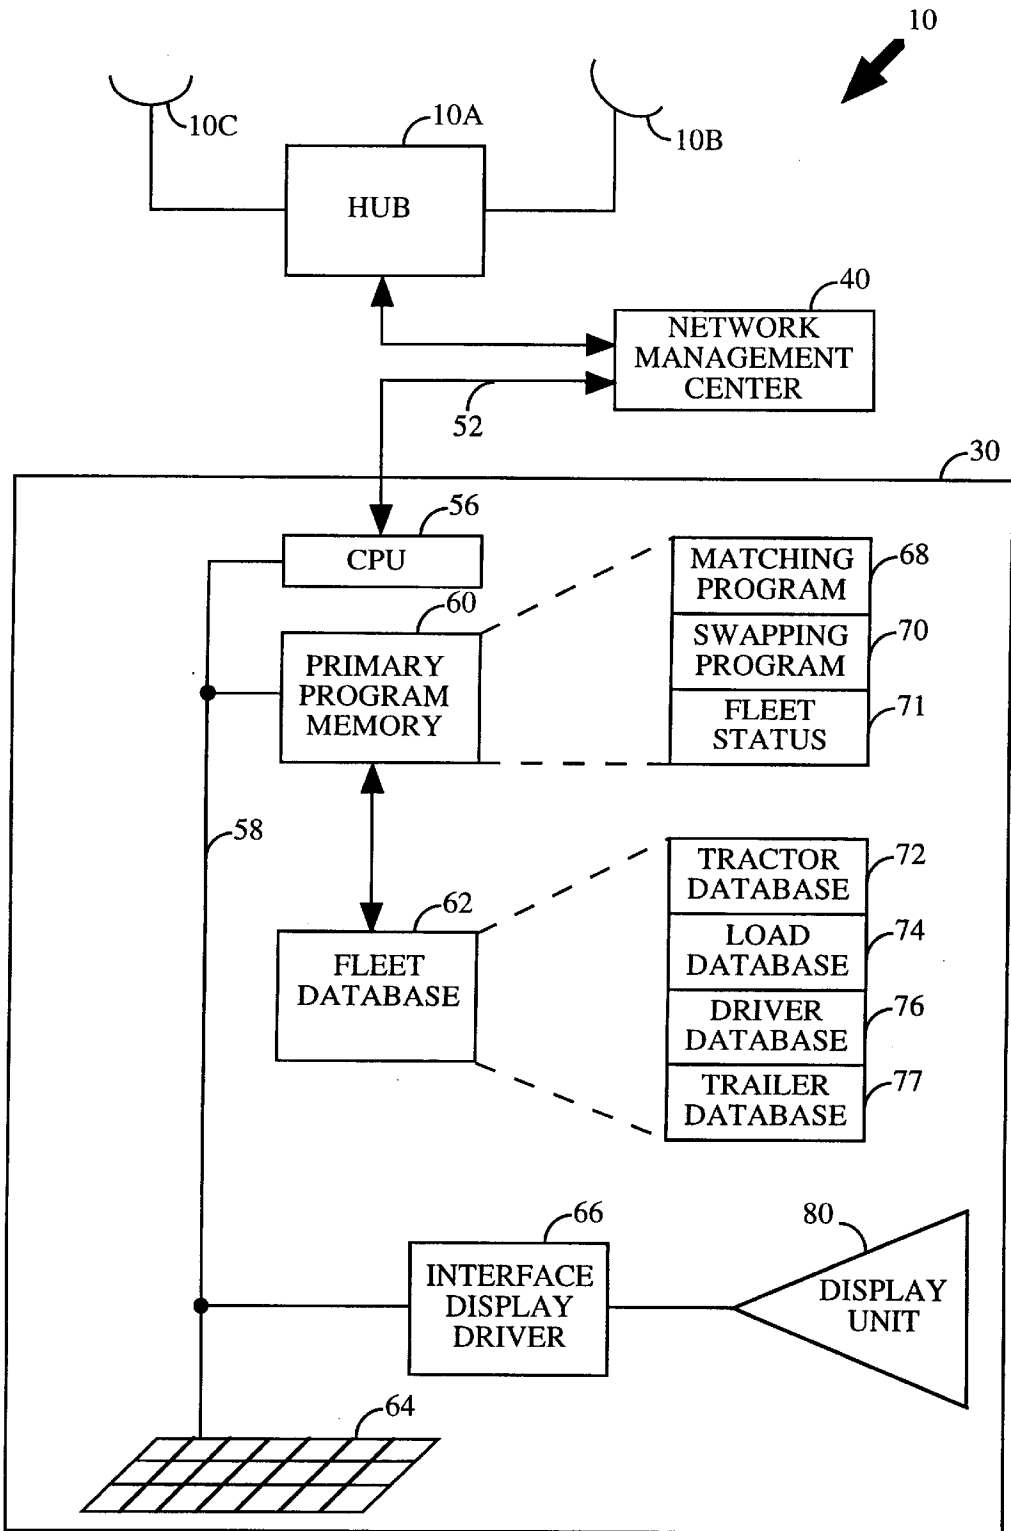 10
10C
10A
10B
HUB
40
NETWORK
MANAGEMENT
CENTER
52
30
56
CPU
60
PRIMARY
PROGRAM
MEMORY
MATCHING
PROGRAM
68
SWAPPING
PROGRAM
70
FLEET
STATUS
71
58
62
FLEET
DATABASE
TRACTOR
DATABASE
72
LOAD
DATABASE
74
DRIVER
DATABASE
76
TRAILER
DATABASE
77
66
INTERFACE
DISPLAY
DRIVER
80
DISPLAY
UNIT
64